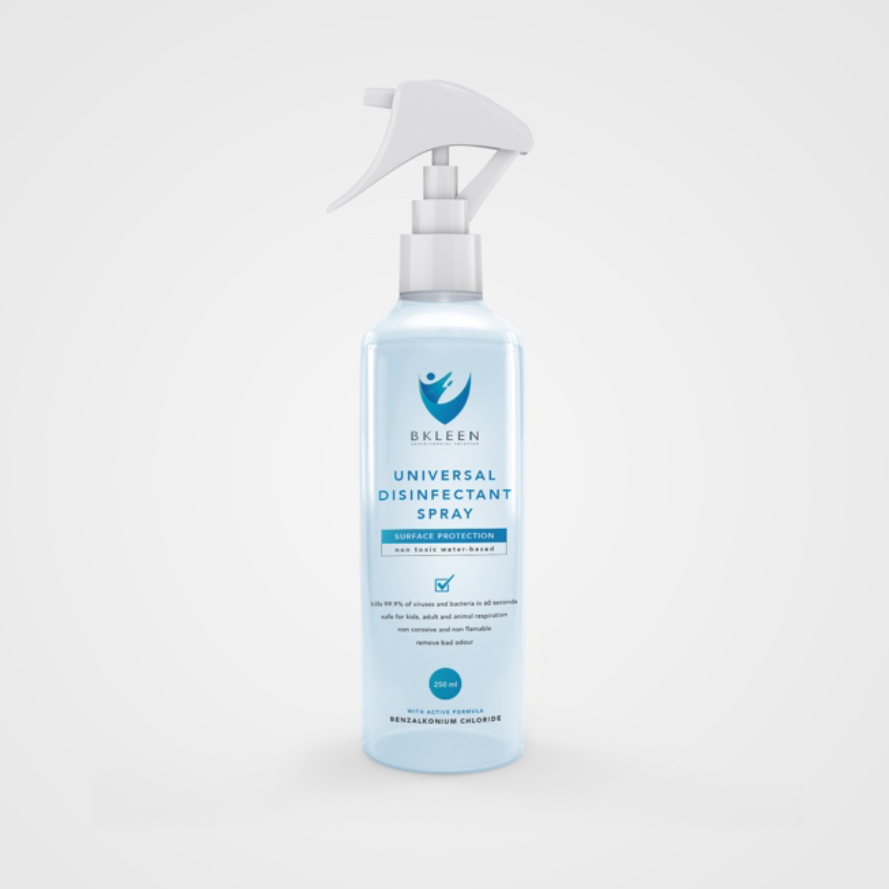 BKLEEN
UNIVERSAL
DISINFECTANT
SPRAY
SURFACE PROTECTION
non toxic water-based
kills 99.9% of viruses and bacteria in 60 seconds
safe for kids, adult and animal respiration
non corosive and non flamable
remove bad odour
250 ml
WITH ACTIVE FORMULA
BENZALKONIUM CHLORIDE